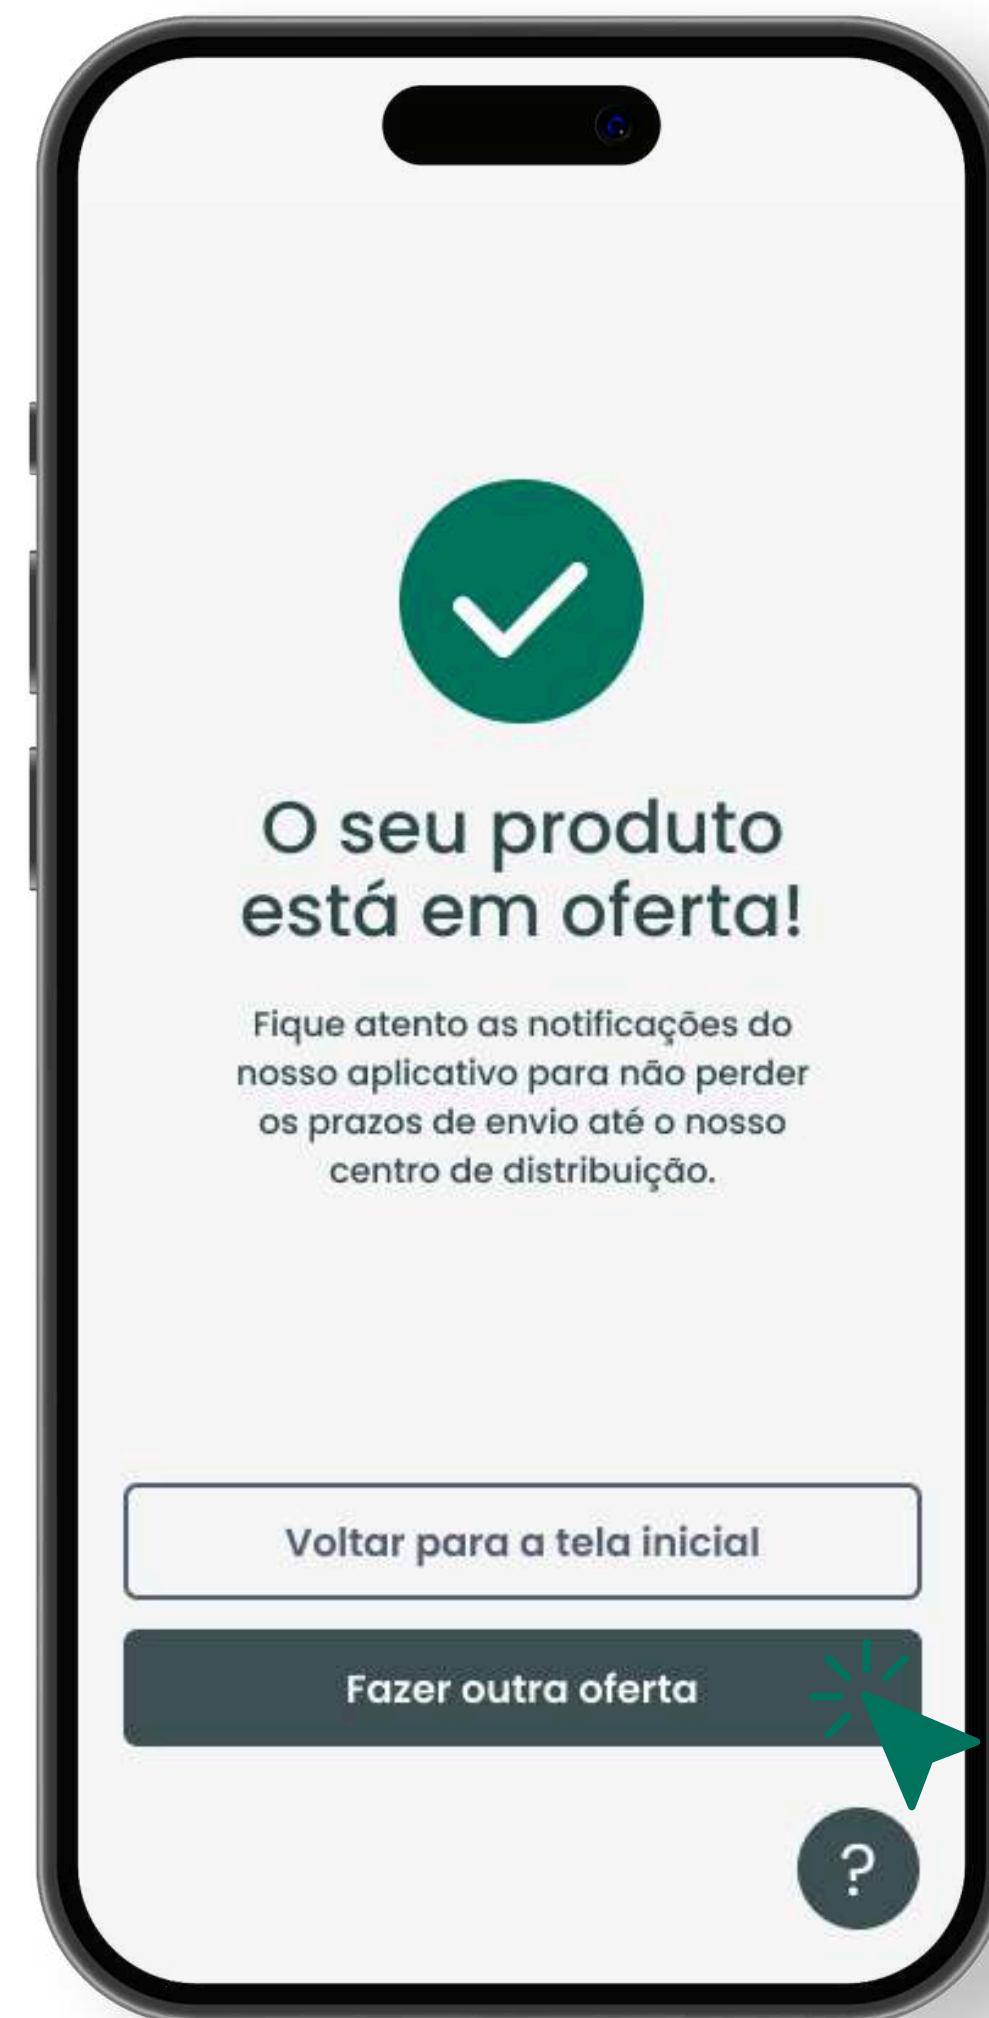 O seu produto
está em oferta!
Fique atento as notificações do
nosso aplicativo para não perder
os prazos de envio até o nosso
centro de distribuição.
Voltar para a tela inicial
Fazer outra oferta
?